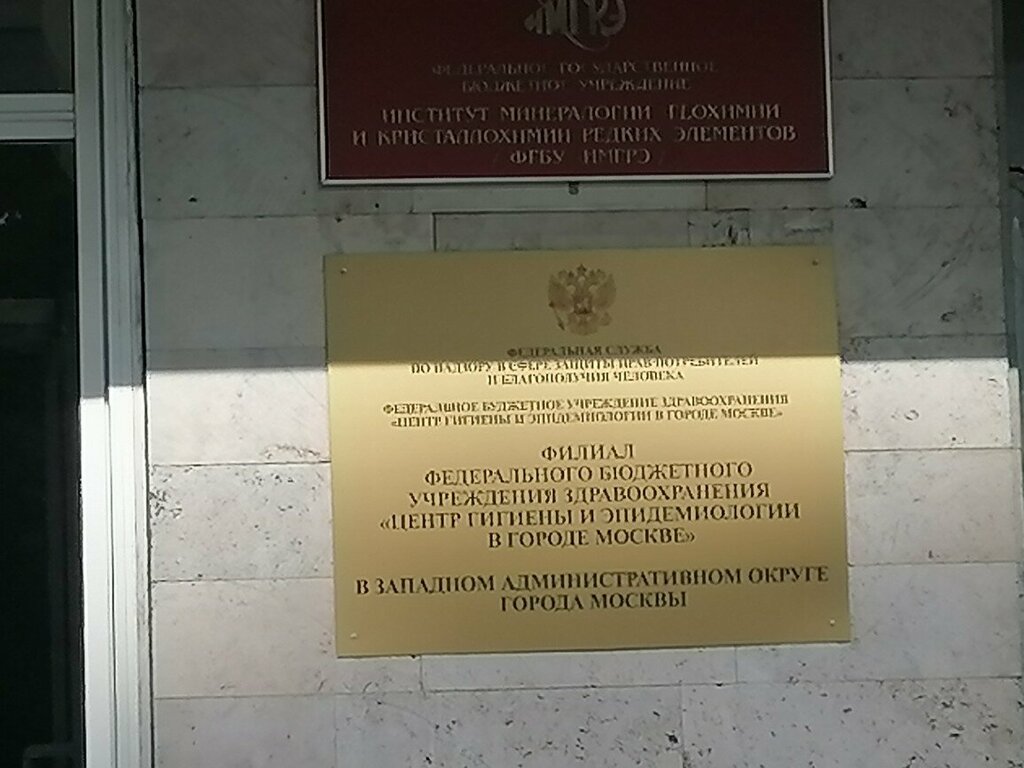 ИМГРЭ
ФЕДЕРАЛЬНОЕ ГОСУДАРСТВЕННОЕ
БЮДЖЕТНОЕ УЧРЕЖДЕНИЕ
ИНСТИТУТ МИНЕРАЛОГИИ ГЕОХИМИИ
И КРИСТАЛЛОХИМИИ РЕДКИХ ЭЛЕМЕНТОВ
/ ФГБУ ИМГРЭ /
ФЕДЕРАЛЬНАЯ СЛУЖБА
ПО НАДЗОРУ В СФЕРЕ ЗАЩИТЫ ПРАВ ПОТРЕБИТЕЛЕЙ
И БЛАГОПОЛУЧИЯ ЧЕЛОВЕКА
ФЕДЕРАЛЬНОЕ БЮДЖЕТНОЕ УЧРЕЖДЕНИЕ ЗДРАВООХРАНЕНИЯ
«ЦЕНТР ГИГИЕНЫ И ЭПИДЕМИОЛОГИИ В ГОРОДЕ МОСКВЕ»
ФИЛИАЛ
ФЕДЕРАЛЬНОГО БЮДЖЕТНОГО
УЧРЕЖДЕНИЯ ЗДРАВООХРАНЕНИЯ
«ЦЕНТР ГИГИЕНЫ И ЭПИДЕМИОЛОГИИ
В ГОРОДЕ МОСКВЕ»
В ЗАПАДНОМ АДМИНИСТРАТИВНОМ ОКРУГЕ
ГОРОДА МОСКВЫ